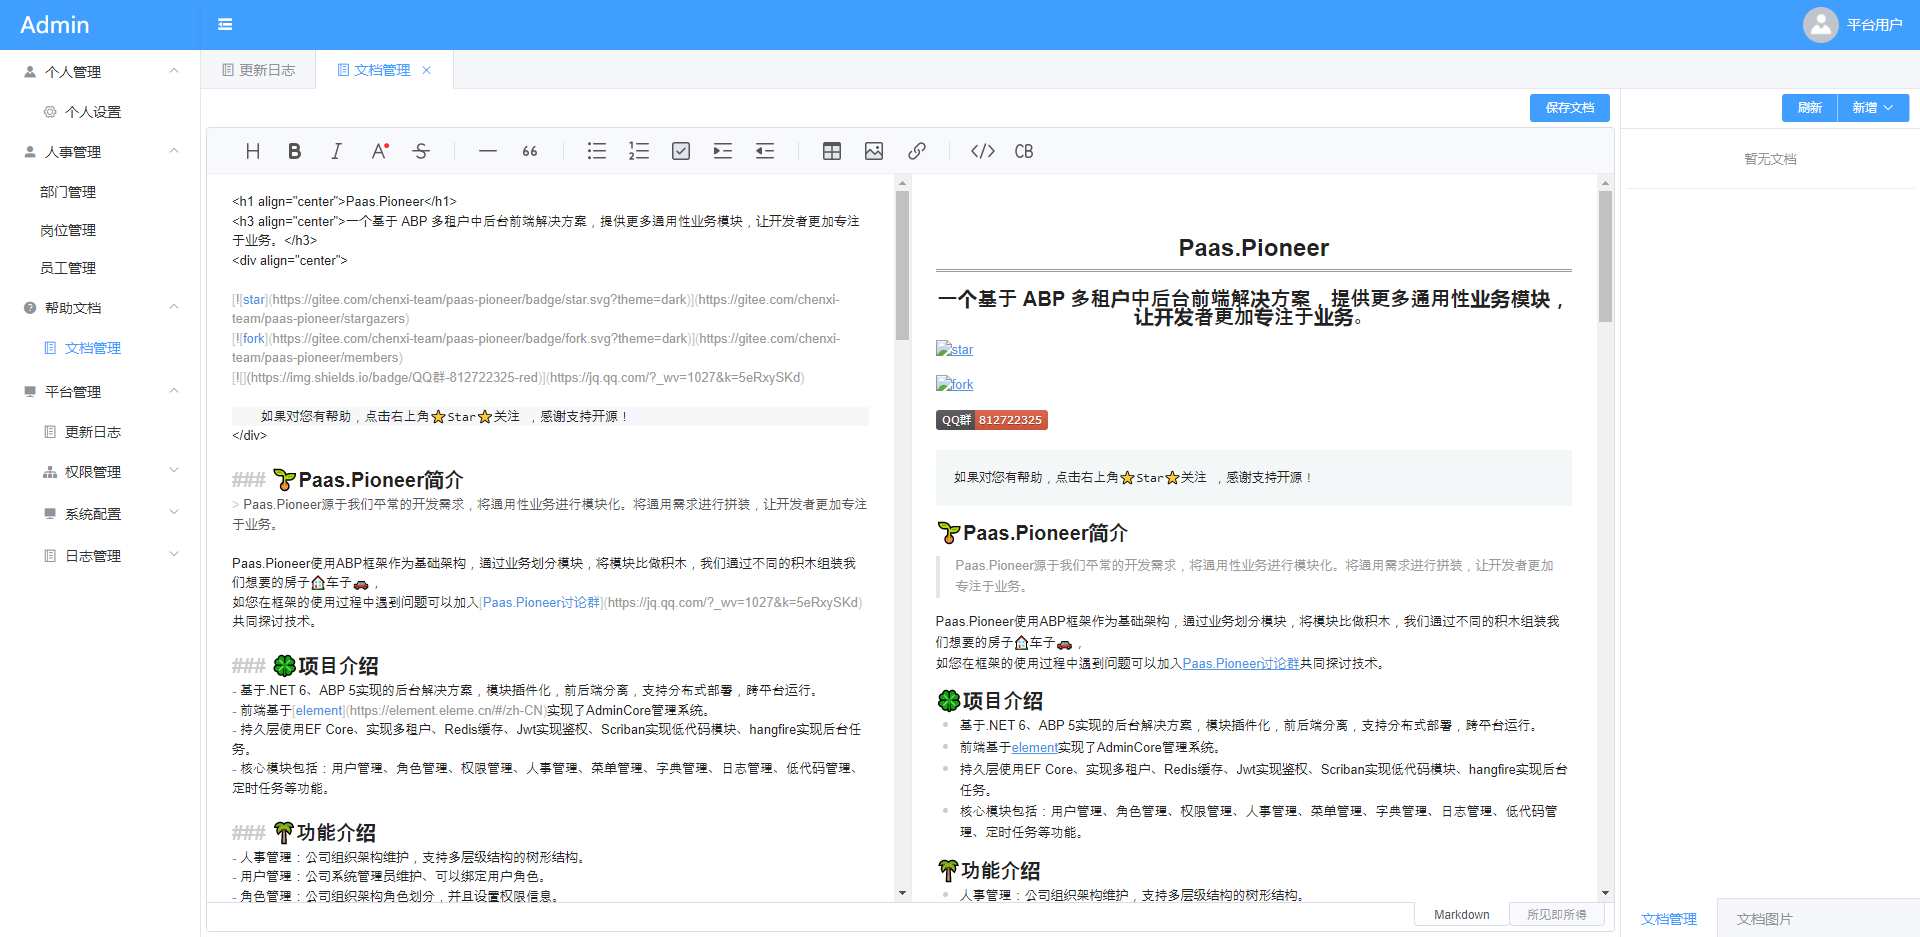 Admin
平台用户
个人管理
个人设置
人事管理
部门管理
岗位管理
员工管理
帮助文档
文档管理
平台管理
更新日志
权限管理
系统配置
日志管理
更新日志
文档管理
保存文档
刷新
新增
暂无文档
H B I A S — 66 </> CB
<h1 align="center">Paas.Pioneer</h1>
<h3 align="center">一个基于 ABP 多租户中后台前端解决方案，提供更多通用性业务模块，让开发者更加专注
于业务。</h3>
<div align="center">
[![star](https://gitee.com/chenxi-team/paas-pioneer/badge/star.svg?theme=dark)](https://gitee.com/chenxi-
team/paas-pioneer/stargazers)
[![fork](https://gitee.com/chenxi-team/paas-pioneer/badge/fork.svg?theme=dark)](https://gitee.com/chenxi-
team/paas-pioneer/members)
[![](https://img.shields.io/badge/QQ群-812722325-red)](https://jq.qq.com/?_wv=1027&k=5eRxySKd)
如果对您有帮助，点击右上角⭐Star⭐关注 ，感谢支持开源！
</div>
### 🌱Paas.Pioneer简介
> Paas.Pioneer源于我们平常的开发需求，将通用性业务进行模块化。将通用需求进行拼装，让开发者更加专注
于业务。
Paas.Pioneer使用ABP框架作为基础架构，通过业务划分模块，将模块比做积木，我们通过不同的积木组装我
们想要的房子🏠车子🚗，
如您在框架的使用过程中遇到问题可以加入[Paas.Pioneer讨论群](https://jq.qq.com/?_wv=1027&k=5eRxySKd)
共同探讨技术。
### 🍀项目介绍
- 基于.NET 6、ABP 5实现的后台解决方案，模块插件化，前后端分离，支持分布式部署，跨平台运行。
- 前端基于[element](https://element.eleme.cn/#/zh-CN)实现了AdminCore管理系统。
- 持久层使用EF Core、实现多租户、Redis缓存、Jwt实现鉴权、Scriban实现低代码模块、hangfire实现后台任
务。
- 核心模块包括：用户管理、角色管理、权限管理、人事管理、菜单管理、字典管理、日志管理、低代码管理、
定时任务等功能。
### 🌴功能介绍
- 人事管理：公司组织架构维护，支持多层级结构的树形结构。
- 用户管理：公司系统管理员维护、可以绑定用户角色。
- 角色管理：公司组织架构角色划分，并且设置权限信息。
Paas.Pioneer
一个基于 ABP 多租户中后台前端解决方案，提供更多通用性业务模块，
让开发者更加专注于业务。
star
fork
QQ群 812722325
如果对您有帮助，点击右上角⭐Star⭐关注 ，感谢支持开源！
🌱Paas.Pioneer简介
Paas.Pioneer源于我们平常的开发需求，将通用性业务进行模块化。将通用需求进行拼装，让开发者更加
专注于业务。
Paas.Pioneer使用ABP框架作为基础架构，通过业务划分模块，将模块比做积木，我们通过不同的积木组装我
们想要的房子🏠车子🚗，
如您在框架的使用过程中遇到问题可以加入Paas.Pioneer讨论群共同探讨技术。
🍀项目介绍
基于.NET 6、ABP 5实现的后台解决方案，模块插件化，前后端分离，支持分布式部署，跨平台运行。
前端基于element实现了AdminCore管理系统。
持久层使用EF Core、实现多租户、Redis缓存、Jwt实现鉴权、Scriban实现低代码模块、hangfire实现后台
任务。
核心模块包括：用户管理、角色管理、权限管理、人事管理、菜单管理、字典管理、日志管理、低代码管
理、定时任务等功能。
🌴功能介绍
人事管理：公司组织架构维护，支持多层级结构的树形结构。
Markdown
所见即所得
文档管理
文档图片